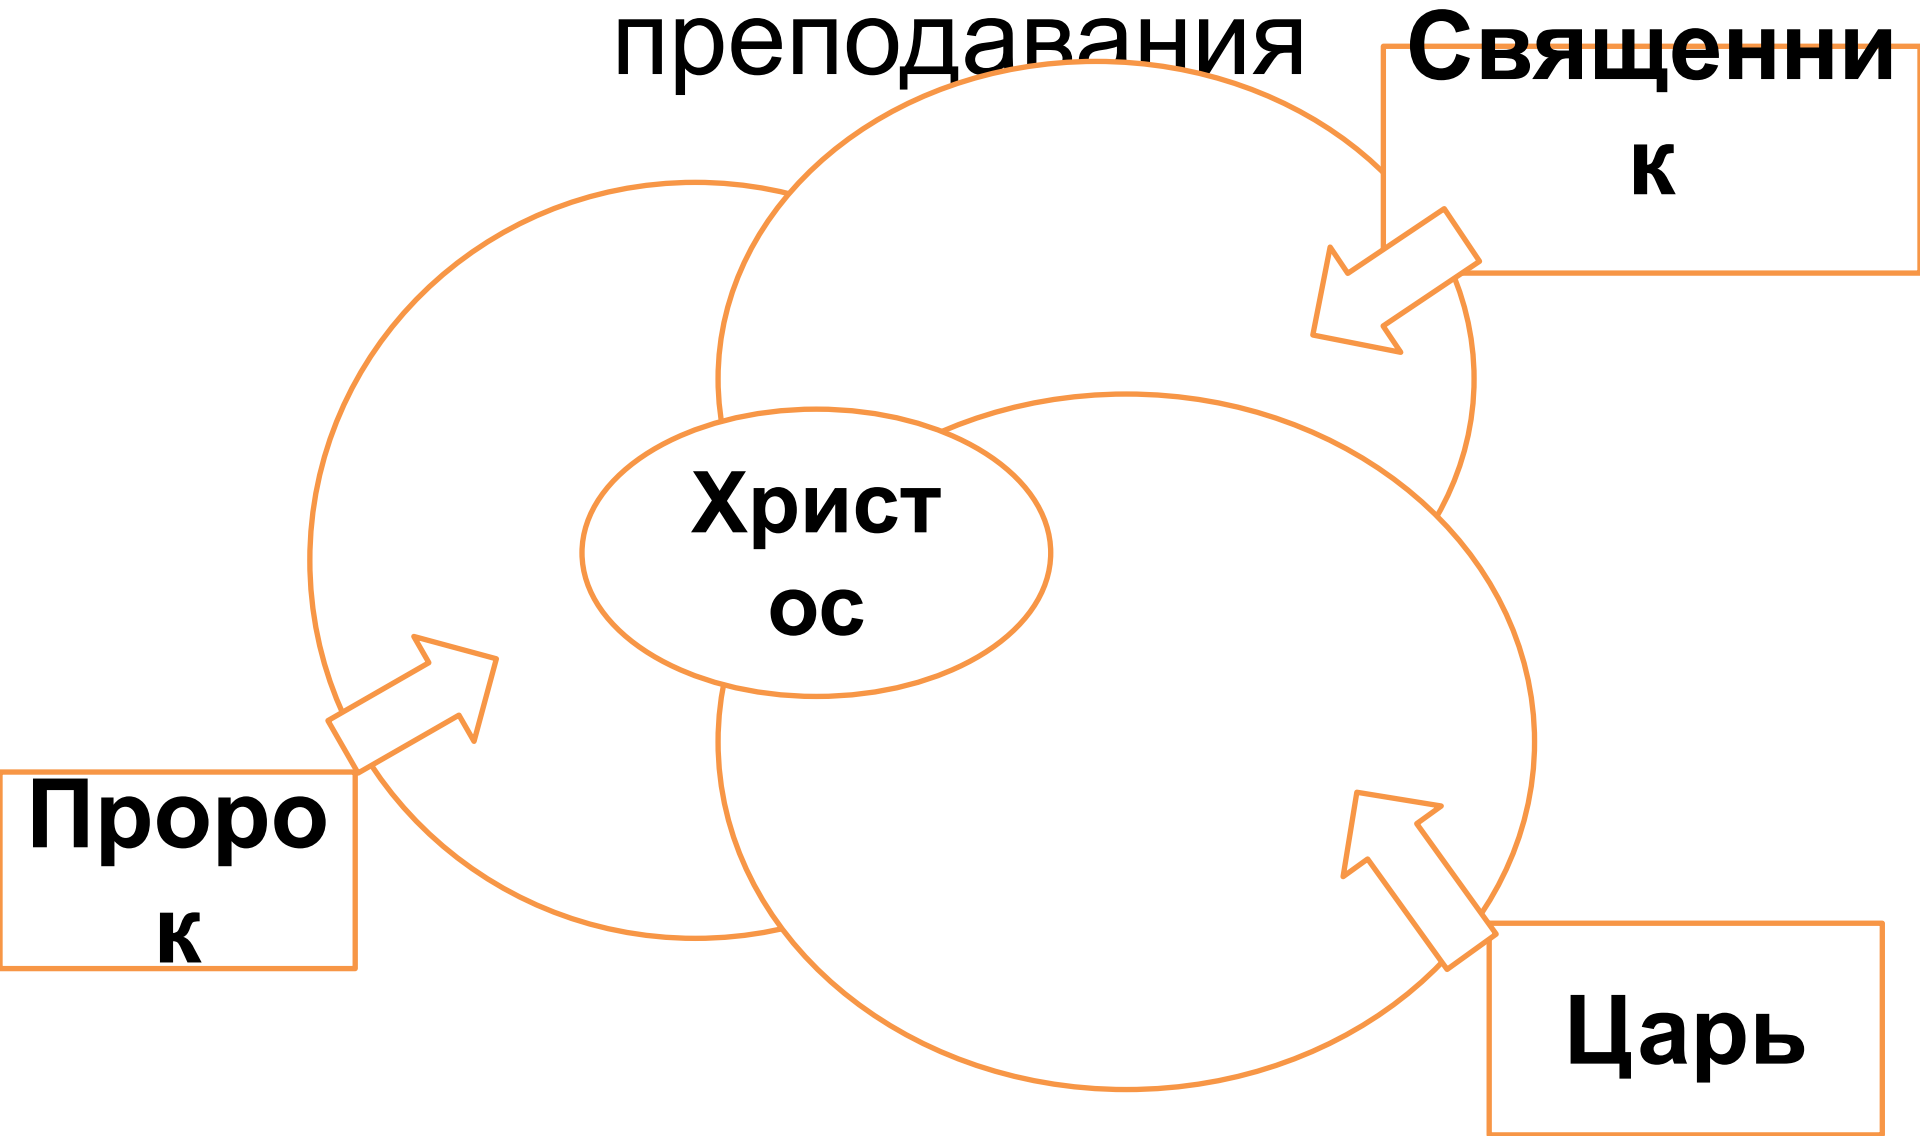 преподавания
Священни
к
Христ
ос
Проро
к
Царь